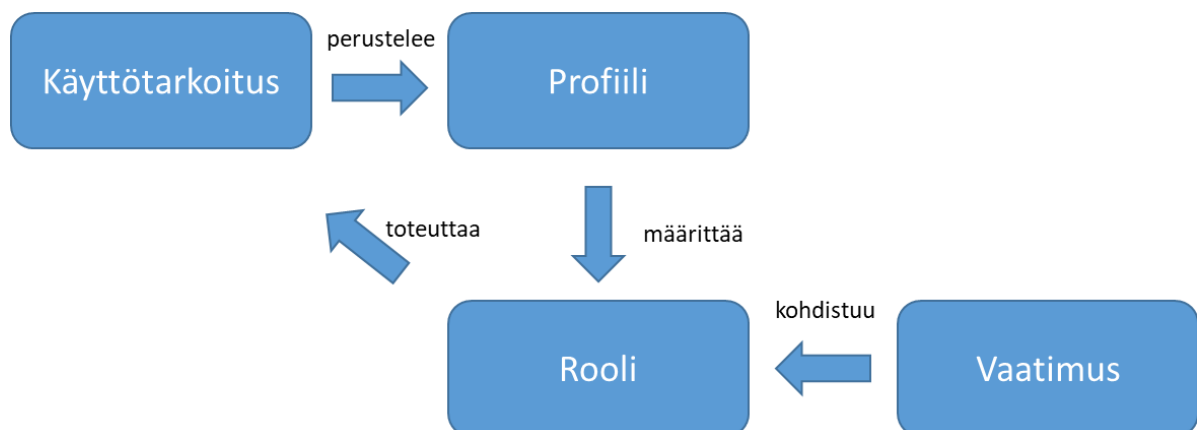 Käyttötarkoitus
perustelee
Profiili
toteuttaa
määrittää
Rooli
kohdistuu
Vaatimus